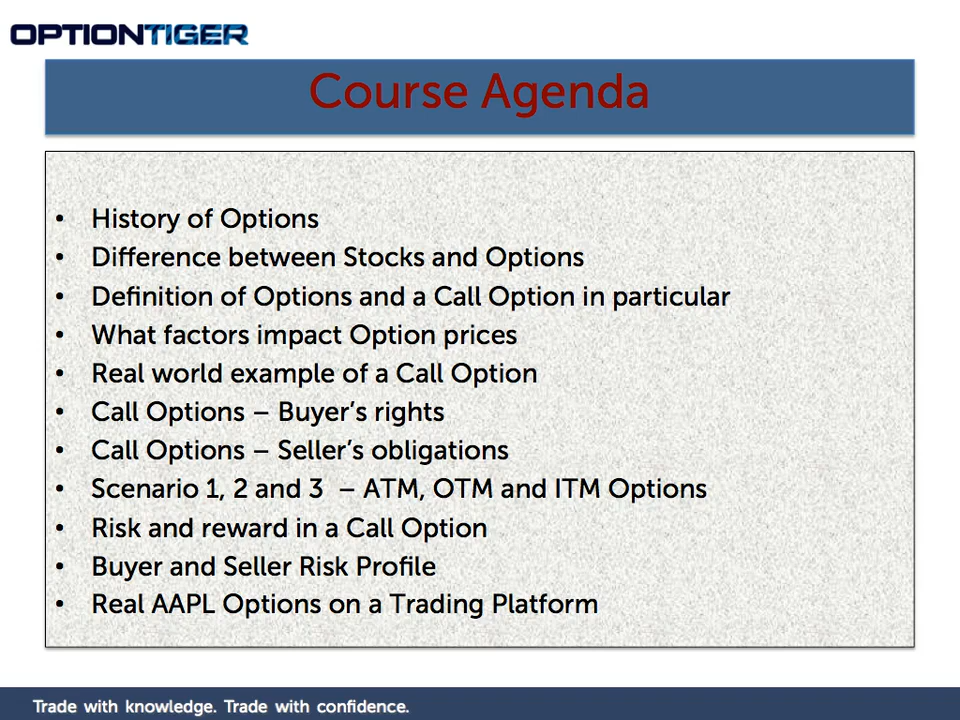 OPTIONTIGER
Course Agenda
• History of Options
• Difference between Stocks and Options
• Definition of Options and a Call Option in particular
• What factors impact Option prices
• Real world example of a Call Option
• Call Options – Buyer’s rights
• Call Options – Seller’s obligations
• Scenario 1, 2 and 3  – ATM, OTM and ITM Options
• Risk and reward in a Call Option
• Buyer and Seller Risk Profile
• Real AAPL Options on a Trading Platform
Trade with knowledge. Trade with confidence.